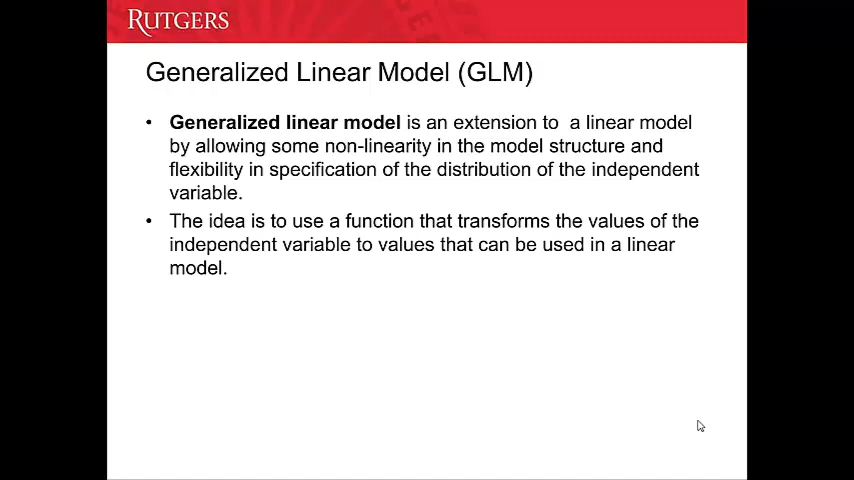 RUTGERS
Generalized Linear Model (GLM)
• Generalized linear model is an extension to a linear model
by allowing some non-linearity in the model structure and
flexibility in specification of the distribution of the independent
variable.
• The idea is to use a function that transforms the values of the
independent variable to values that can be used in a linear
model.